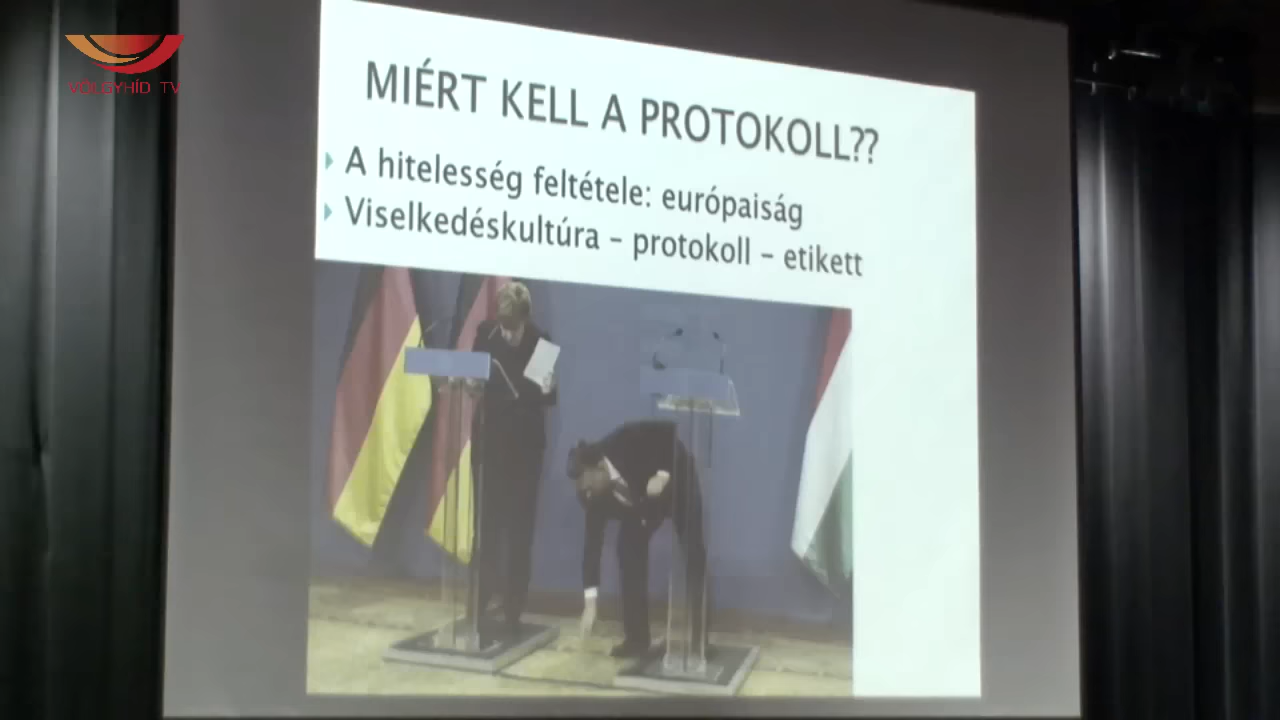 VÖLGYHÍD TV
MIÉRT KELL A PROTOKOLL??
A hitelesség feltétele: európaiság
Viselkedéskultúra – protokoll – etikett